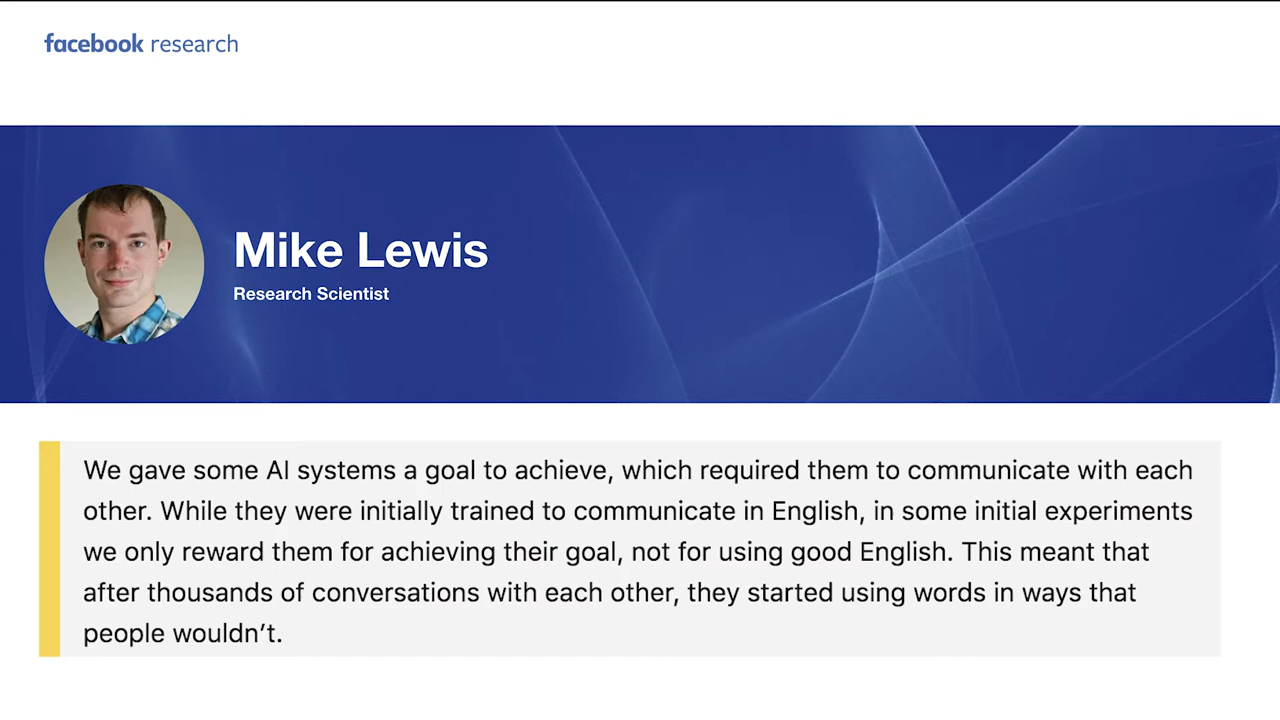 facebook research
Mike Lewis
Research Scientist
We gave some AI systems a goal to achieve, which required them to communicate with each
other. While they were initially trained to communicate in English, in some initial experiments
we only reward them for achieving their goal, not for using good English. This meant that
after thousands of conversations with each other, they started using words in ways that
people wouldn't.